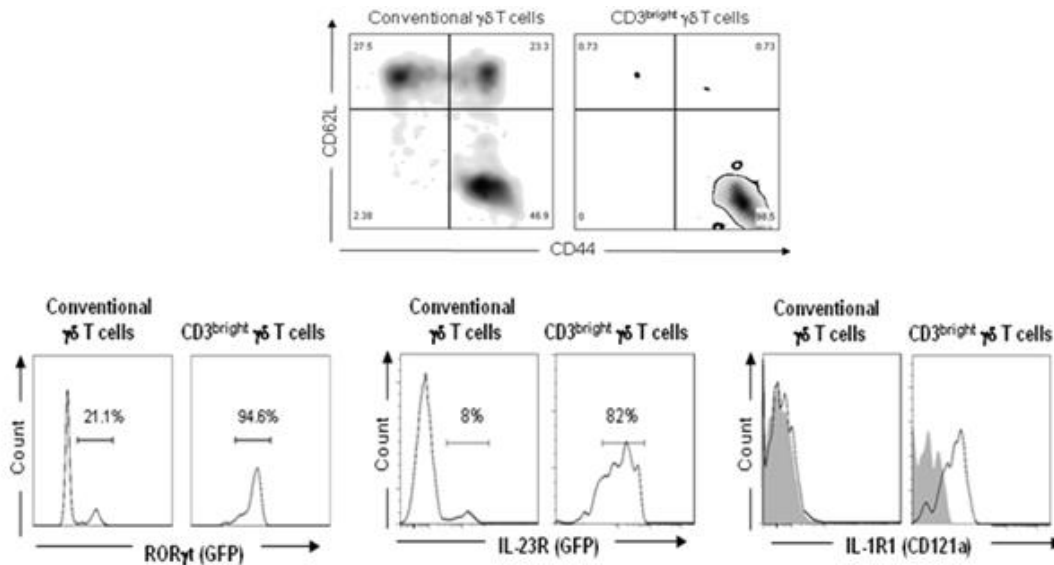 Conventional γδ T cells CD3bright γδ T cells
27.5 23.3 0.73 0.73
CD62L
2.38 46.9 0 98.5
CD44
Conventional γδ T cells CD3bright γδ T cells
Conventional γδ T cells CD3bright γδ T cells
Conventional γδ T cells CD3bright γδ T cells
Count 21.1% 94.6%
Count 8% 82%
Count
RORγt (GFP) IL-23R (GFP) IL-1R1 (CD121a)